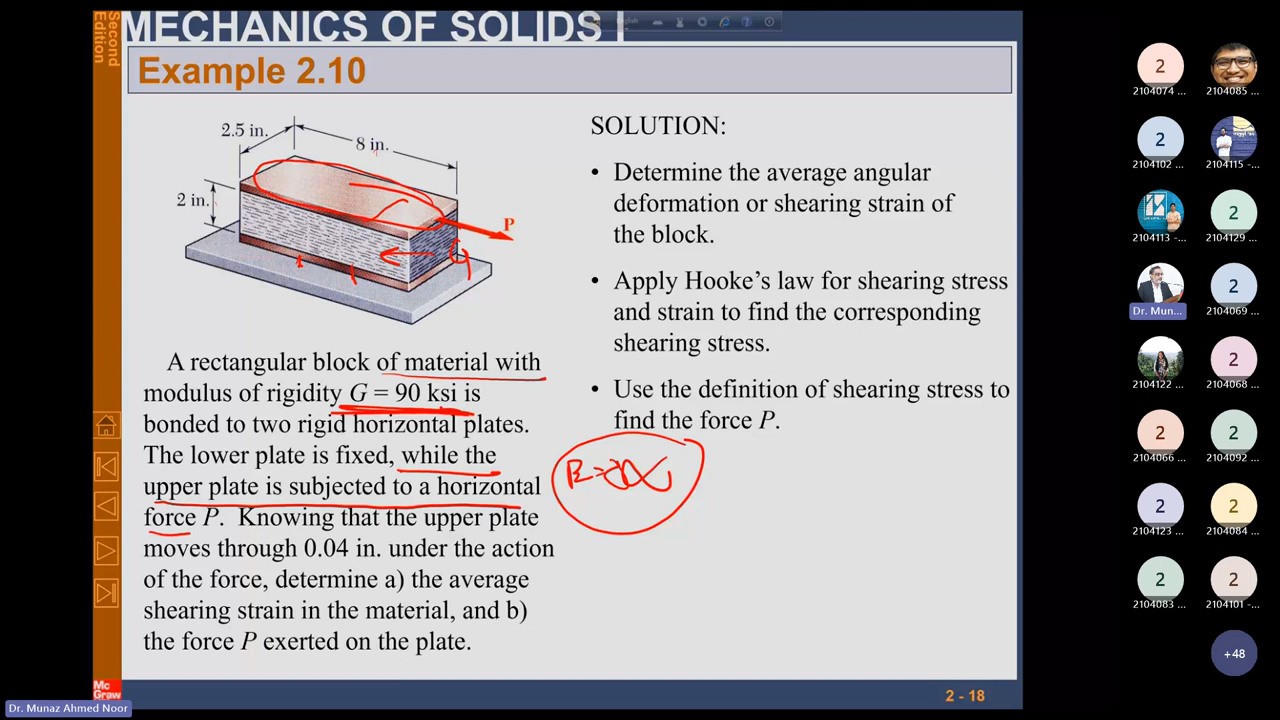 MECHANICS OF SOLIDS I
English
Second
Edition
Example 2.10
2.5 in.
8 in.
2 in.
P
G
SOLUTION:
• Determine the average angular
deformation or shearing strain of
the block.
• Apply Hooke’s law for shearing stress
and strain to find the corresponding
shearing stress.
• Use the definition of shearing stress to
find the force P.
A rectangular block of material with
modulus of rigidity G = 90 ksi is
bonded to two rigid horizontal plates.
The lower plate is fixed, while the
upper plate is subjected to a horizontal
force P. Knowing that the upper plate
moves through 0.04 in. under the action
of the force, determine a) the average
shearing strain in the material, and b)
the force P exerted on the plate.
Mc
Graw
2 - 18
Dr. Munaz Ahmed Noor
2
2104074 ...
2104085 ...
2
2104102 ...
2104115 -...
2104113 -...
2
2104129 ...
Dr. Mun...
2
2104069 ...
2104122 ...
2
2104068 ...
2
2104066 ...
2
2104092 ...
2
2104123 ...
2
2104084 ...
2
2104083 ...
2
2104101 -...
+48